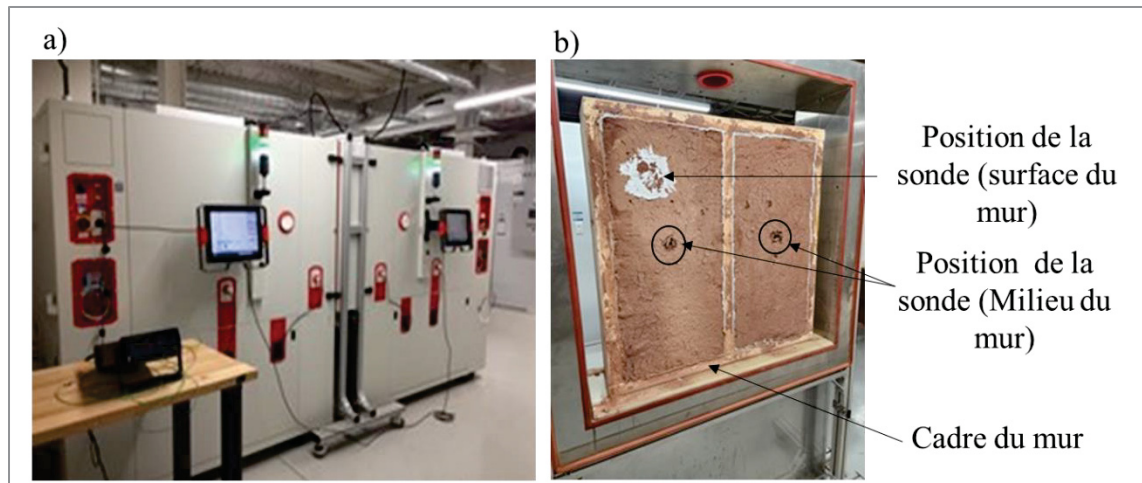 a)
b)
Position de la
sonde (surface du
mur)
Position de la
sonde (Milieu du
mur)
Cadre du mur